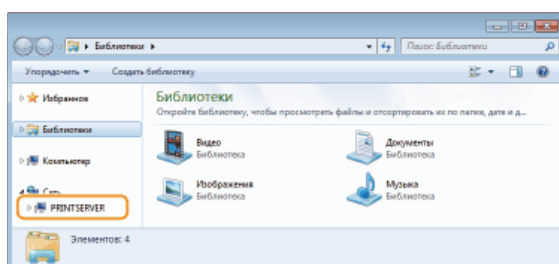 Библиотеки
Поиск: Библиотеки
Упорядочить
Создать библиотеку
Избранное
Библиотеки
Компьютер
Сеть
PRINTSERVER
Библиотеки
Откройте библиотеку, чтобы просмотреть файлы и отсортировать их по папке, дате и д...
Видео
Библиотека
Документы
Библиотека
Изображения
Библиотека
Музыка
Библиотека
Элементов: 4